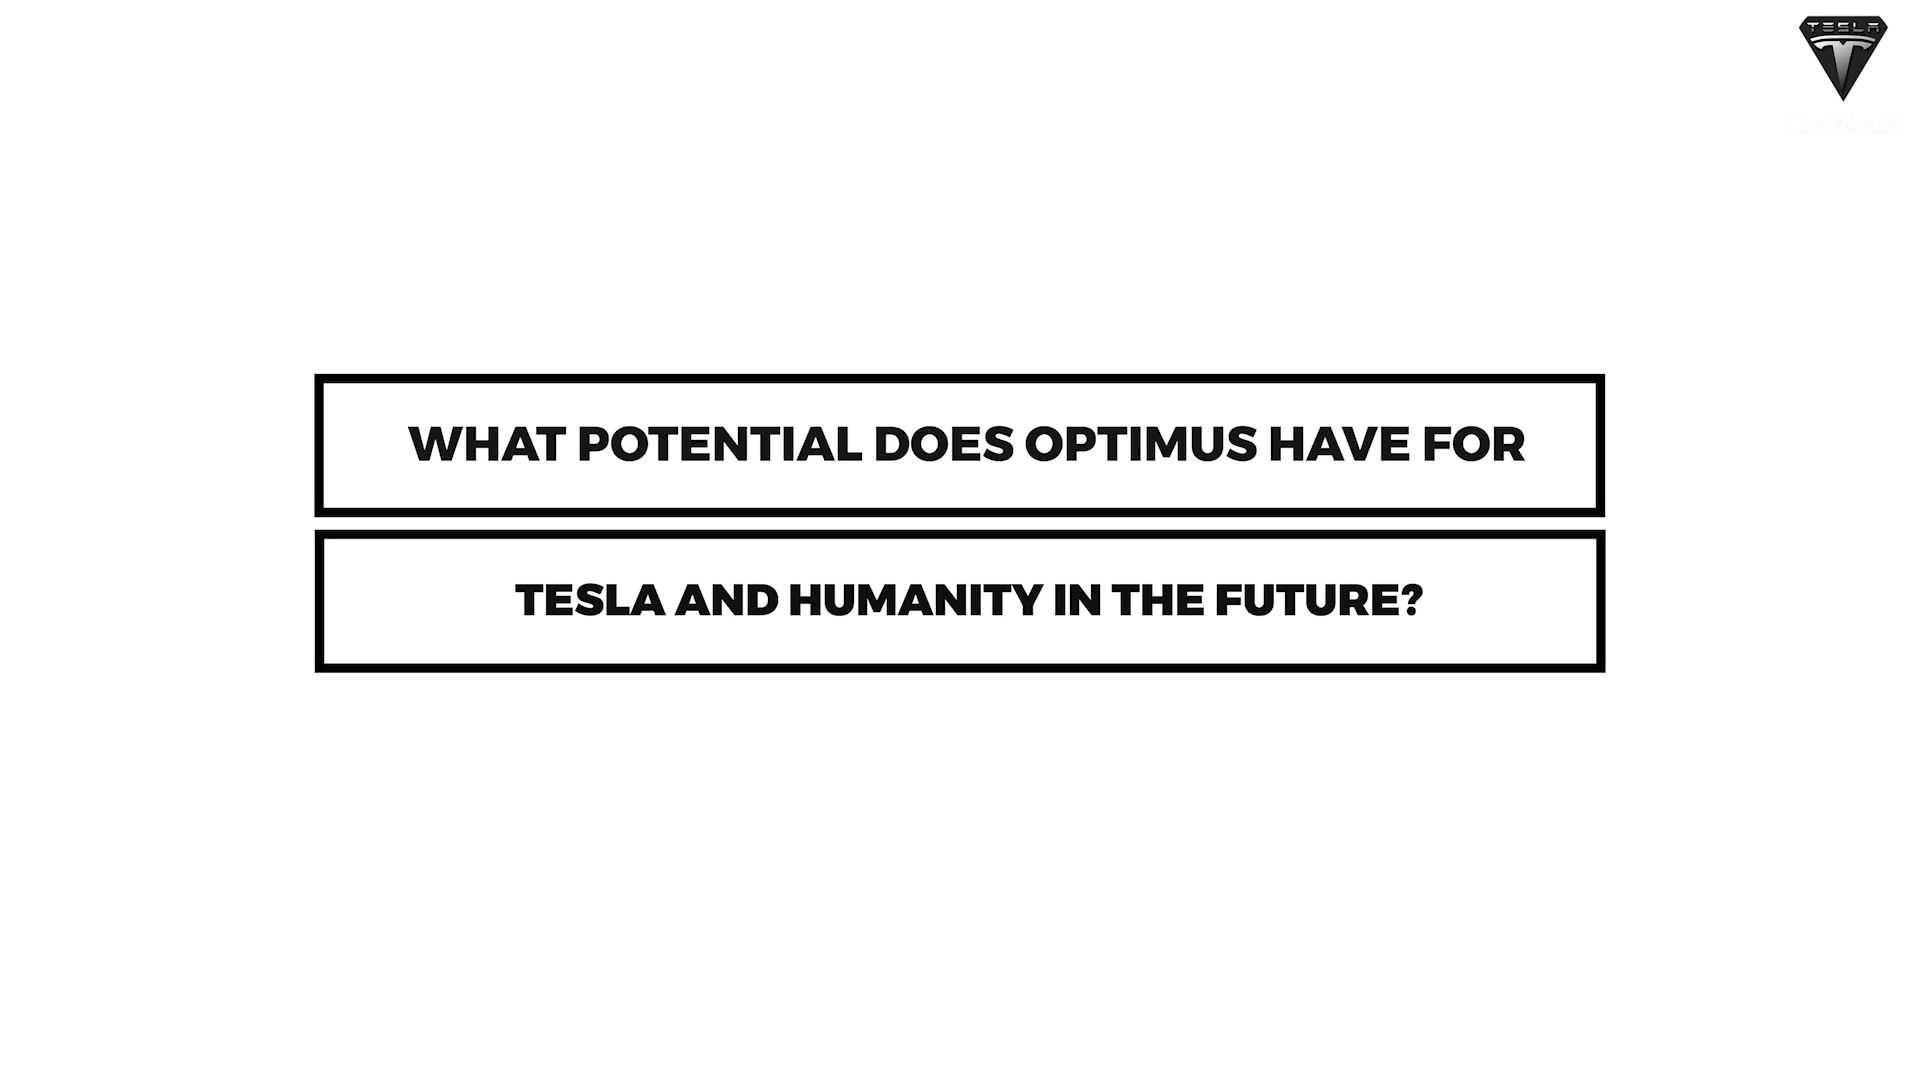 TESLA
WHAT POTENTIAL DOES OPTIMUS HAVE FOR
TESLA AND HUMANITY IN THE FUTURE?